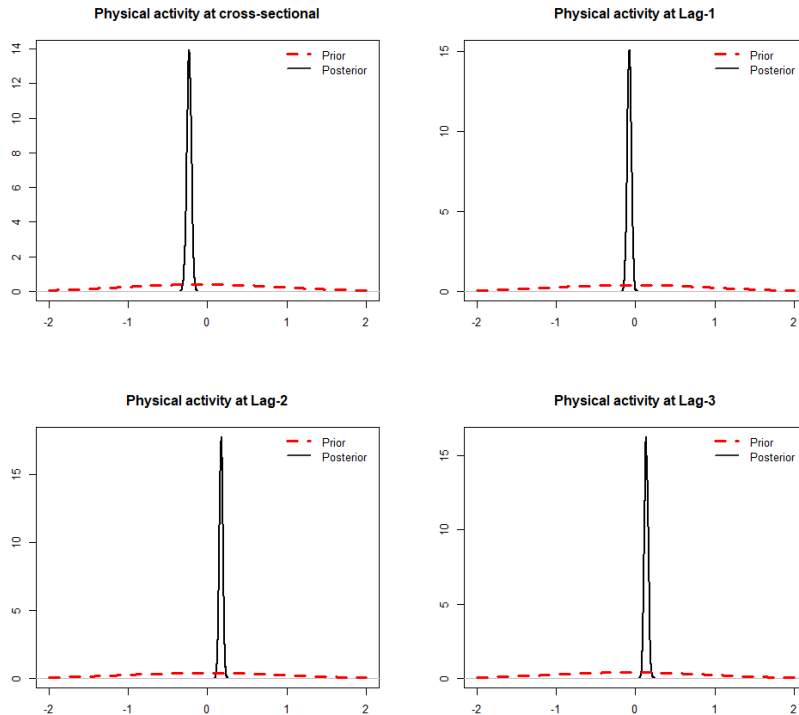 Physical activity at cross-sectional
Prior
Posterior
14
12
10
8
6
4
2
0
-2 -1 0 1 2
Physical activity at Lag-1
Prior
Posterior
15
10
5
0
-2 -1 0 1 2
Physical activity at Lag-2
Prior
Posterior
15
10
5
0
-2 -1 0 1 2
Physical activity at Lag-3
Prior
Posterior
15
10
5
0
-2 -1 0 1 2